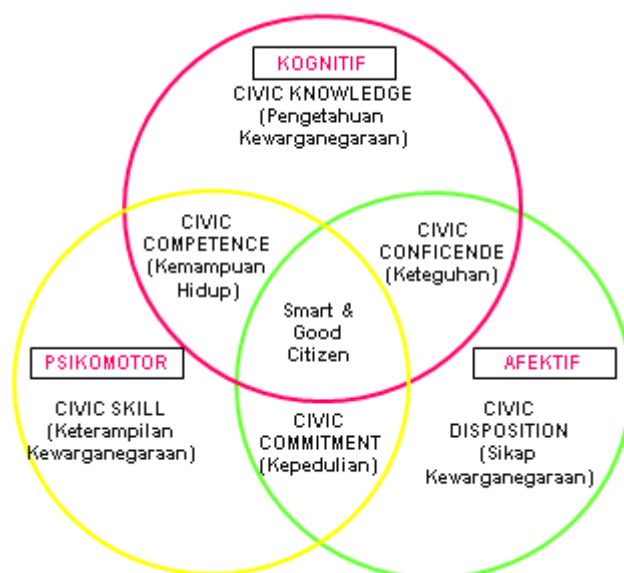 KOGNITIF
CIVIC KNOWLEDGE
(Pengetahuan
Kewarganegaraan)
CIVIC
COMPETENCE
(Kemampuan
Hidup)
CIVIC
CONFICENDE
(Keteguhan)
Smart &
Good
Citizen
PSIKOMOTOR
CIVIC SKILL
(Keterampilan
Kewarganegaraan)
CIVIC
COMMITMENT
(Kepedulian)
AFEKTIF
CIVIC
DISPOSITION
(Sikap
Kewarganegaraan)